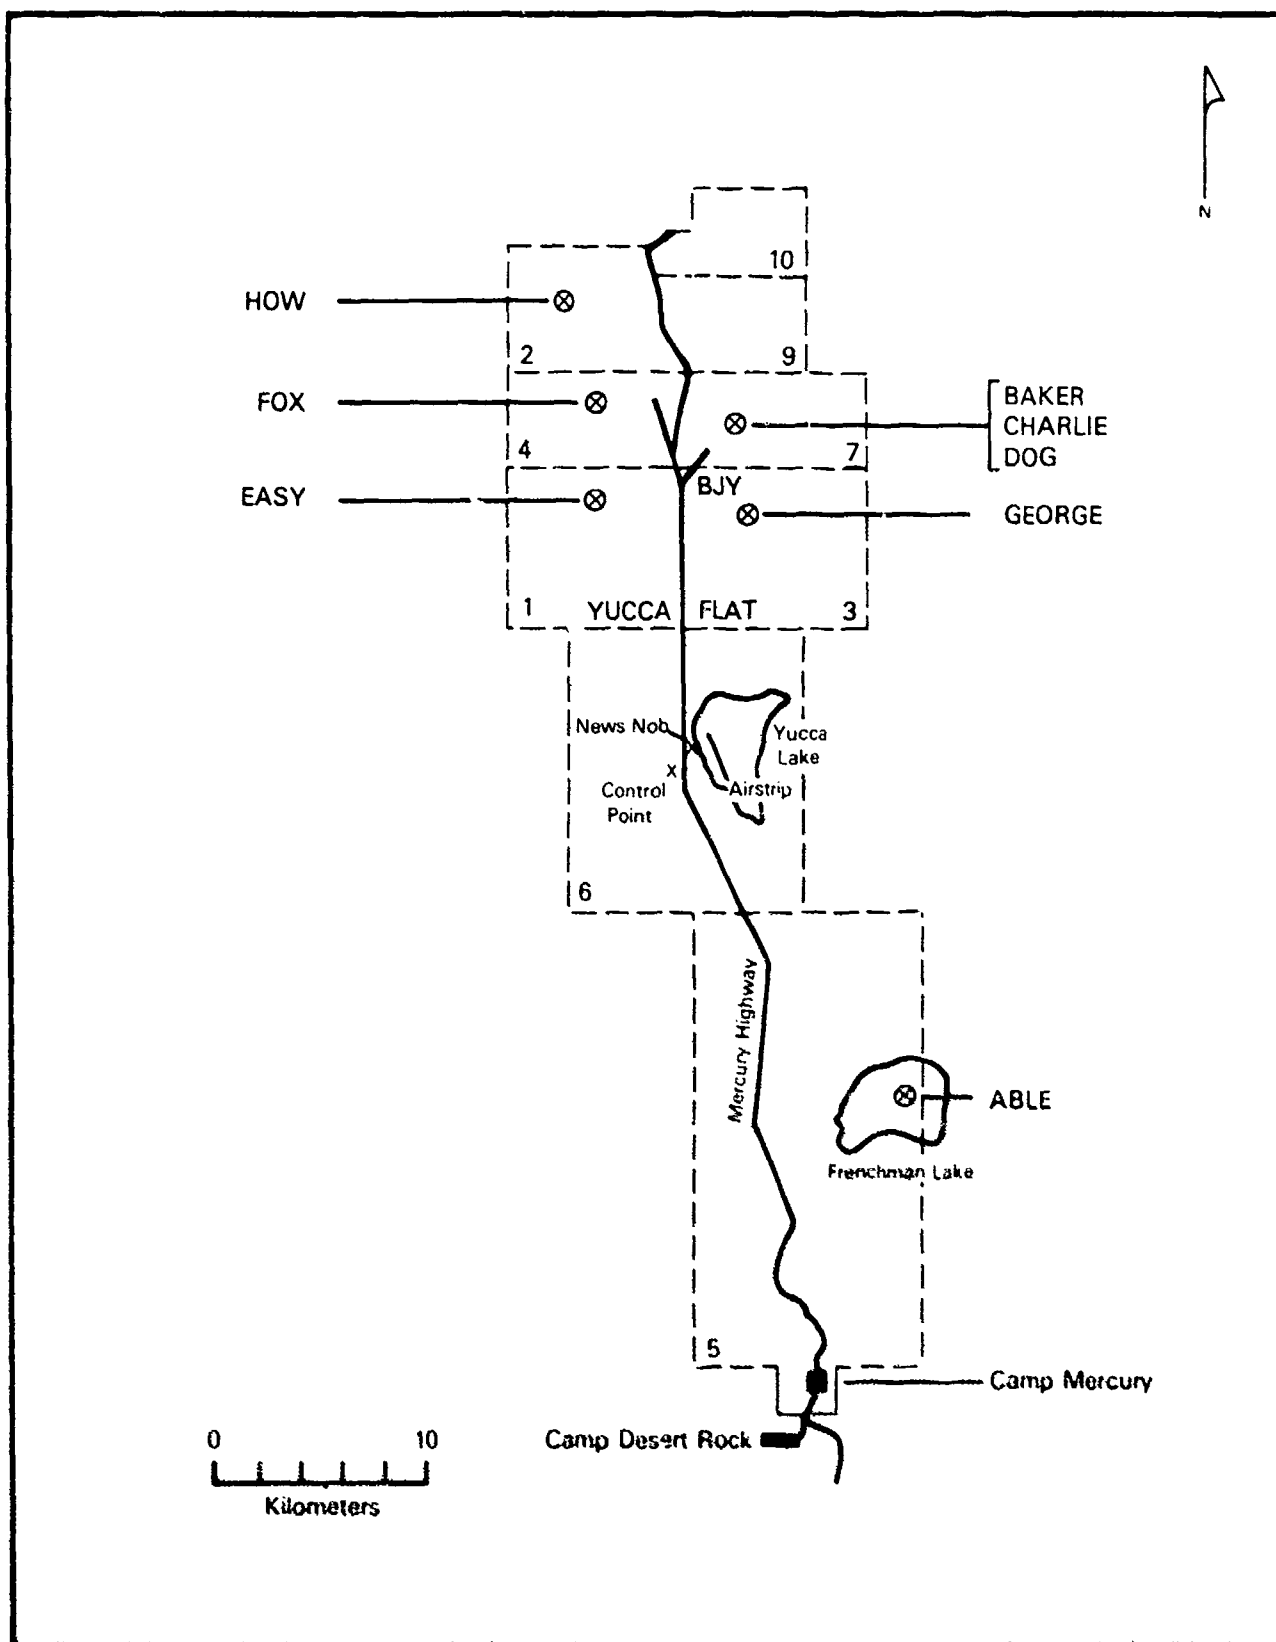 N
10
HOW
2
9
FOX
BAKER
CHARLIE
DOG
4
7
EASY
BJY
GEORGE
1
YUCCA FLAT
3
News Nob
Yucca
Lake
X
Control
Point
Airstrip
6
Mercury Highway
ABLE
Frenchman Lake
5
Camp Mercury
0
10
Camp Desert Rock
Kilometers